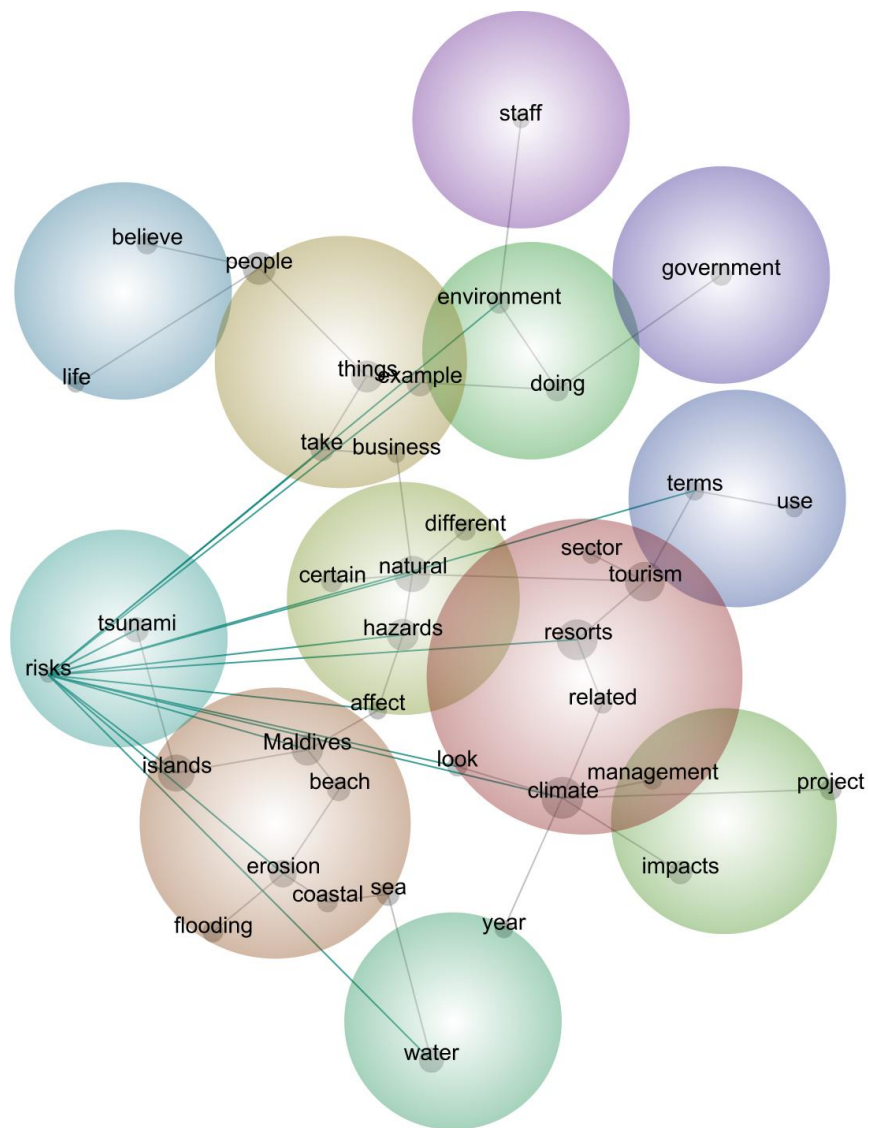 staff
believe
people
government
environment
things
example
life
doing
take
business
terms
use
different
sector
certain
natural
tourism
tsunami
hazards
resorts
risks
affect
related
Maldives
islands
look
beach
climate
management
project
erosion
impacts
coastal
sea
flooding
year
water